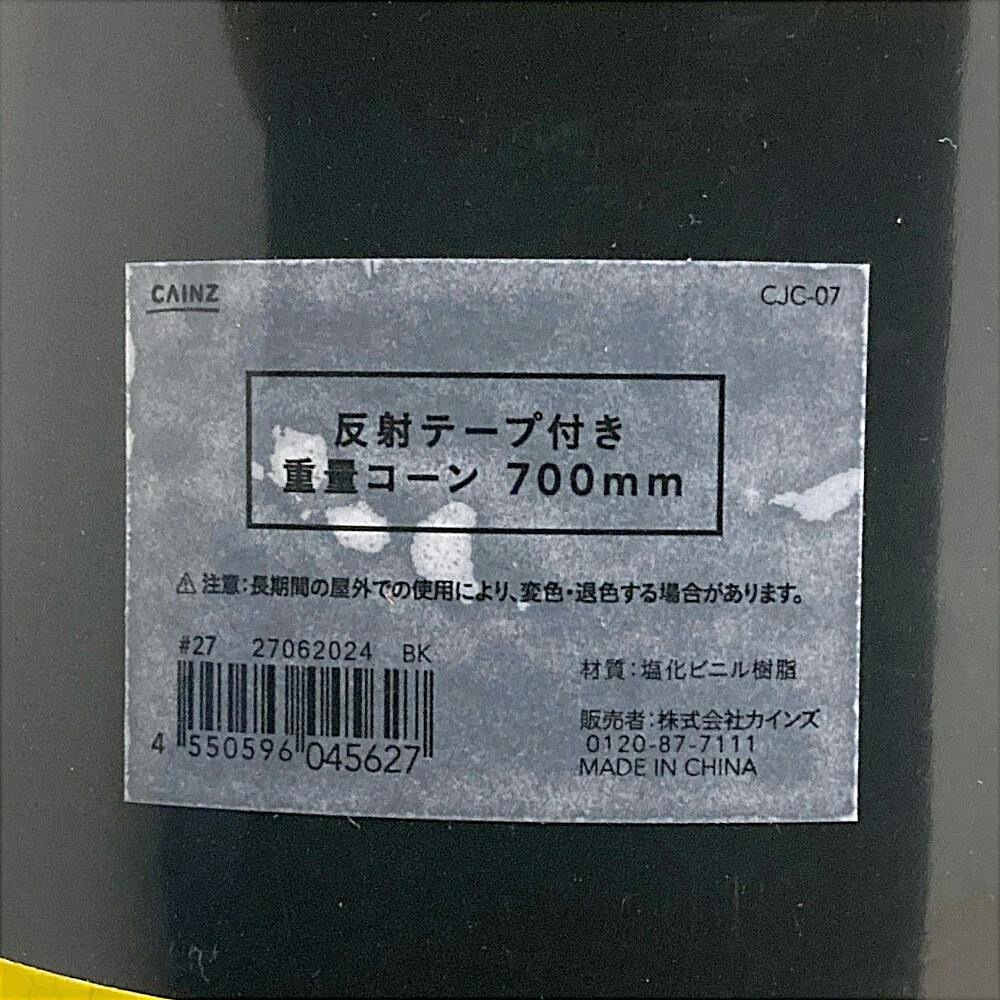 CAINZ
CJC-07
反射テープ付き
重量コーン 700mm
⚠注意:長期間の屋外での使用により、変色・退色する場合があります。
#27 27062024 BK
4 550596 045627
材質:塩化ビニル樹脂
販売者:株式会社カインズ
0120-87-7111
MADE IN CHINA